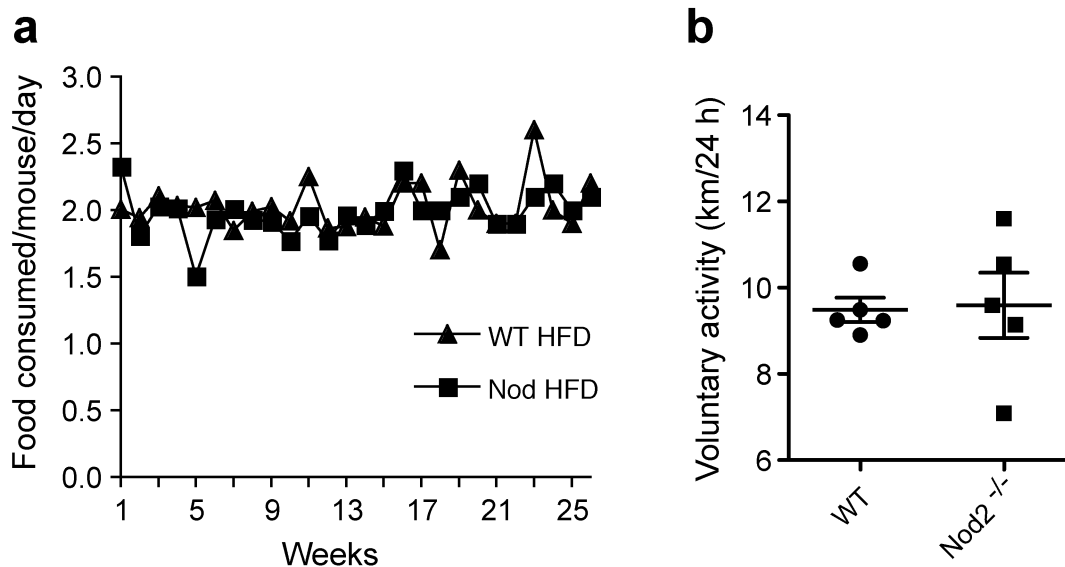 a
Food consumed/mouse/day
3.0
2.5
2.0
1.5
1.0
0.5
0.0
1 5 9 13 17 21 25
Weeks
WT HFD
Nod HFD
b
Voluntary activity (km/24 h)
14
12
10
8
6
WT
Nod2 -/-